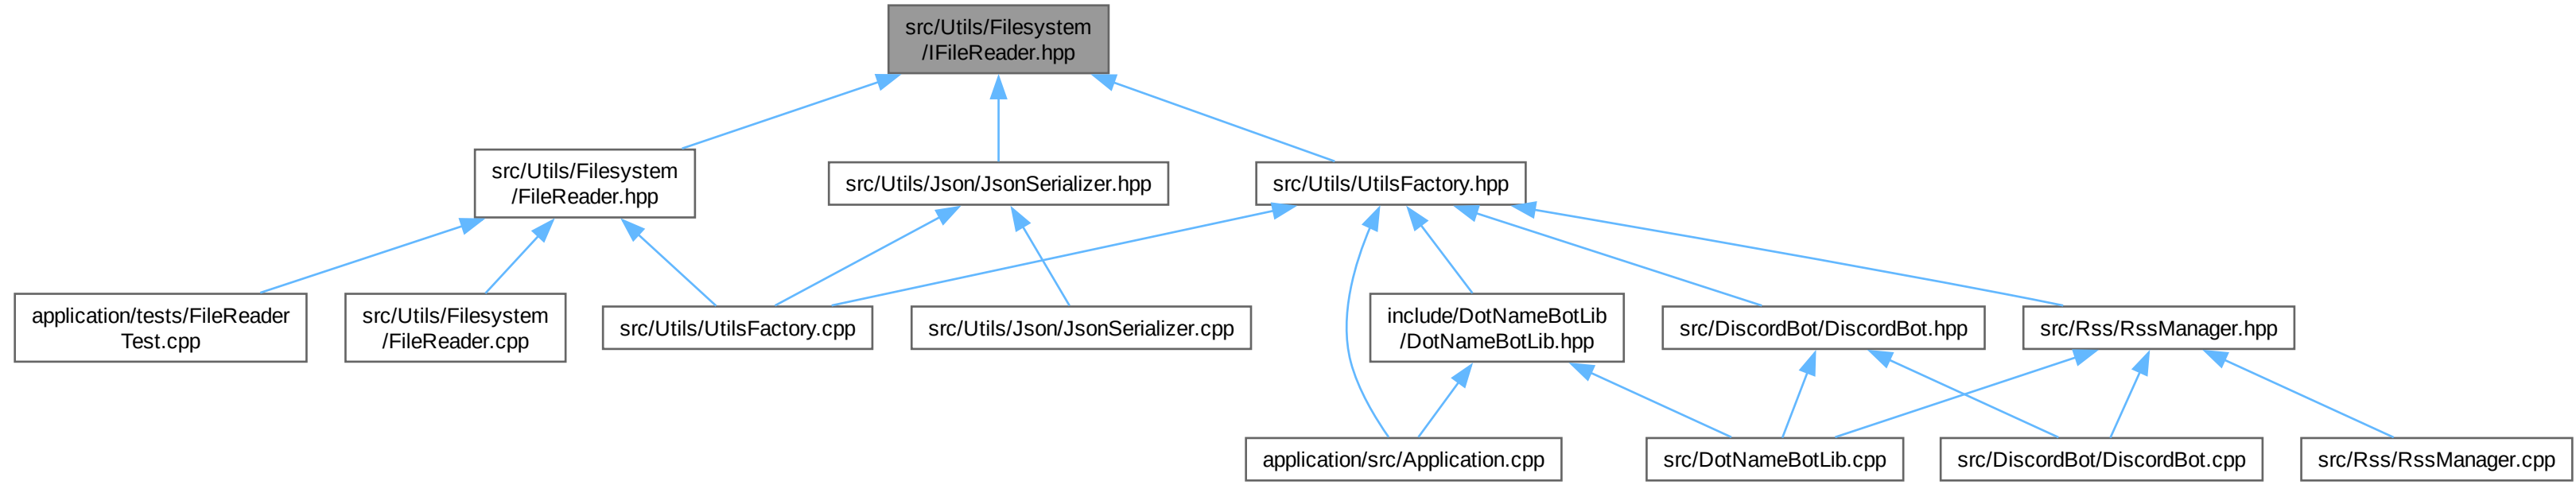 src/Utils/Filesystem
/IFileReader.hpp
src/Utils/Filesystem
/FileReader.hpp
src/Utils/Json/JsonSerializer.hpp
src/Utils/UtilsFactory.hpp
application/tests/FileReader
Test.cpp
src/Utils/Filesystem
/FileReader.cpp
src/Utils/UtilsFactory.cpp
src/Utils/Json/JsonSerializer.cpp
include/DotNameBotLib
/DotNameBotLib.hpp
src/DiscordBot/DiscordBot.hpp
src/Rss/RssManager.hpp
application/src/Application.cpp
src/DotNameBotLib.cpp
src/DiscordBot/DiscordBot.cpp
src/Rss/RssManager.cpp